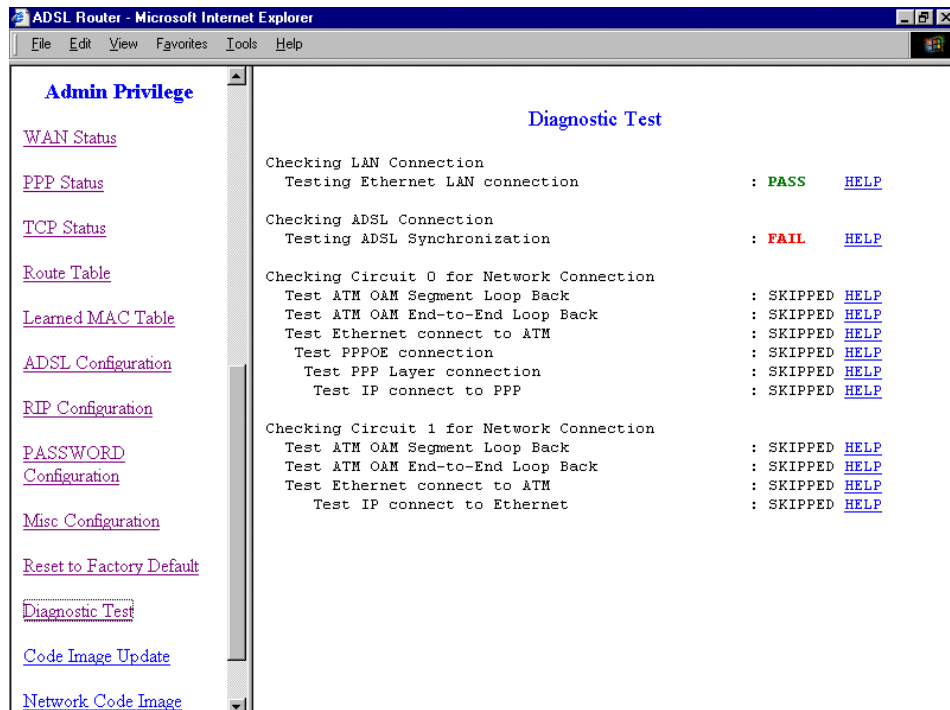 ADSL Router - Microsoft Internet Explorer
File Edit View Favorites Tools Help
Admin Privilege
WAN Status
PPP Status
TCP Status
Route Table
Learned MAC Table
ADSL Configuration
RIP Configuration
PASSWORD
Configuration
Misc Configuration
Reset to Factory Default
Diagnostic Test
Code Image Update
Network Code Image
Diagnostic Test
Checking LAN Connection
Testing Ethernet LAN connection : PASS HELP
Checking ADSL Connection
Testing ADSL Synchronization : FAIL HELP
Checking Circuit 0 for Network Connection
Test ATM OAM Segment Loop Back : SKIPPED HELP
Test ATM OAM End-to-End Loop Back : SKIPPED HELP
Test Ethernet connect to ATM : SKIPPED HELP
Test PPPOE connection : SKIPPED HELP
Test PPP Layer connection : SKIPPED HELP
Test IP connect to PPP : SKIPPED HELP
Checking Circuit 1 for Network Connection
Test ATM OAM Segment Loop Back : SKIPPED HELP
Test ATM OAM End-to-End Loop Back : SKIPPED HELP
Test Ethernet connect to ATM : SKIPPED HELP
Test IP connect to Ethernet : SKIPPED HELP